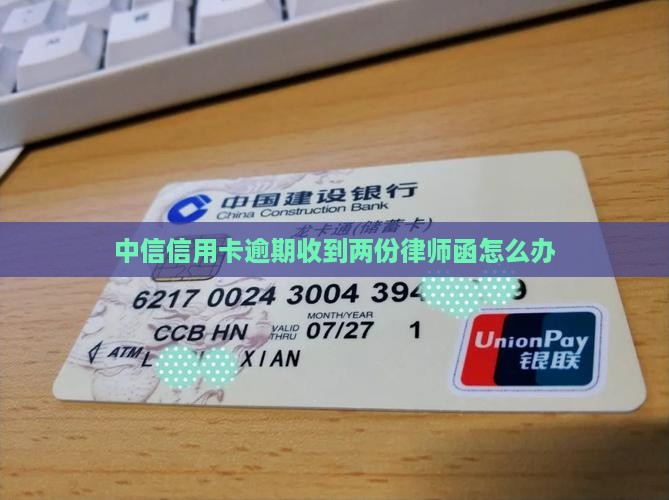 中国建设银行
China Construction Bank
龙卡通(储蓄卡)
中信信用卡逾期收到两份律师函怎么办
6217 0024 3004 394 9
MONTH/YEAR
CCB HN VALID THRU 07/27 1
ATM L XIAN
UnionPay
银联